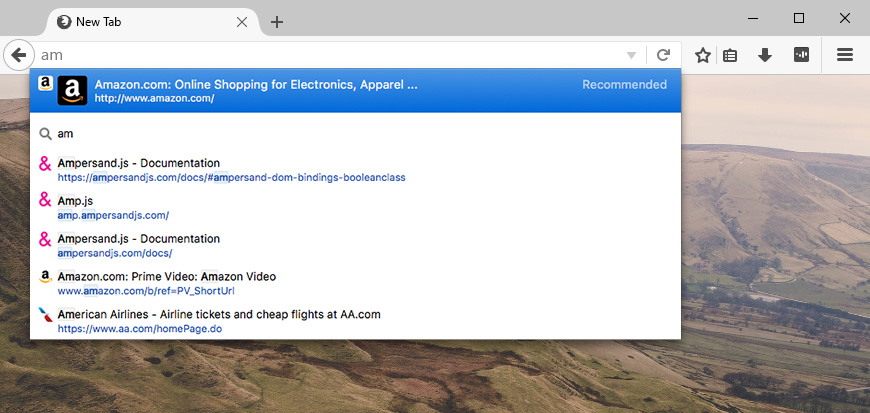 New Tab
am
Amazon.com: Online Shopping for Electronics, Apparel ...
Recommended
http://www.amazon.com/
am
Ampersand.js - Documentation
https://ampersandjs.com/docs/#ampersand-dom-bindings-booleanclass
Amp.js
amp.ampersandjs.com/
Ampersand.js - Documentation
ampersandjs.com/docs/
Amazon.com: Prime Video: Amazon Video
www.amazon.com/b/ref=PV_ShortUrl
American Airlines - Airline tickets and cheap flights at AA.com
https://www.aa.com/homePage.do